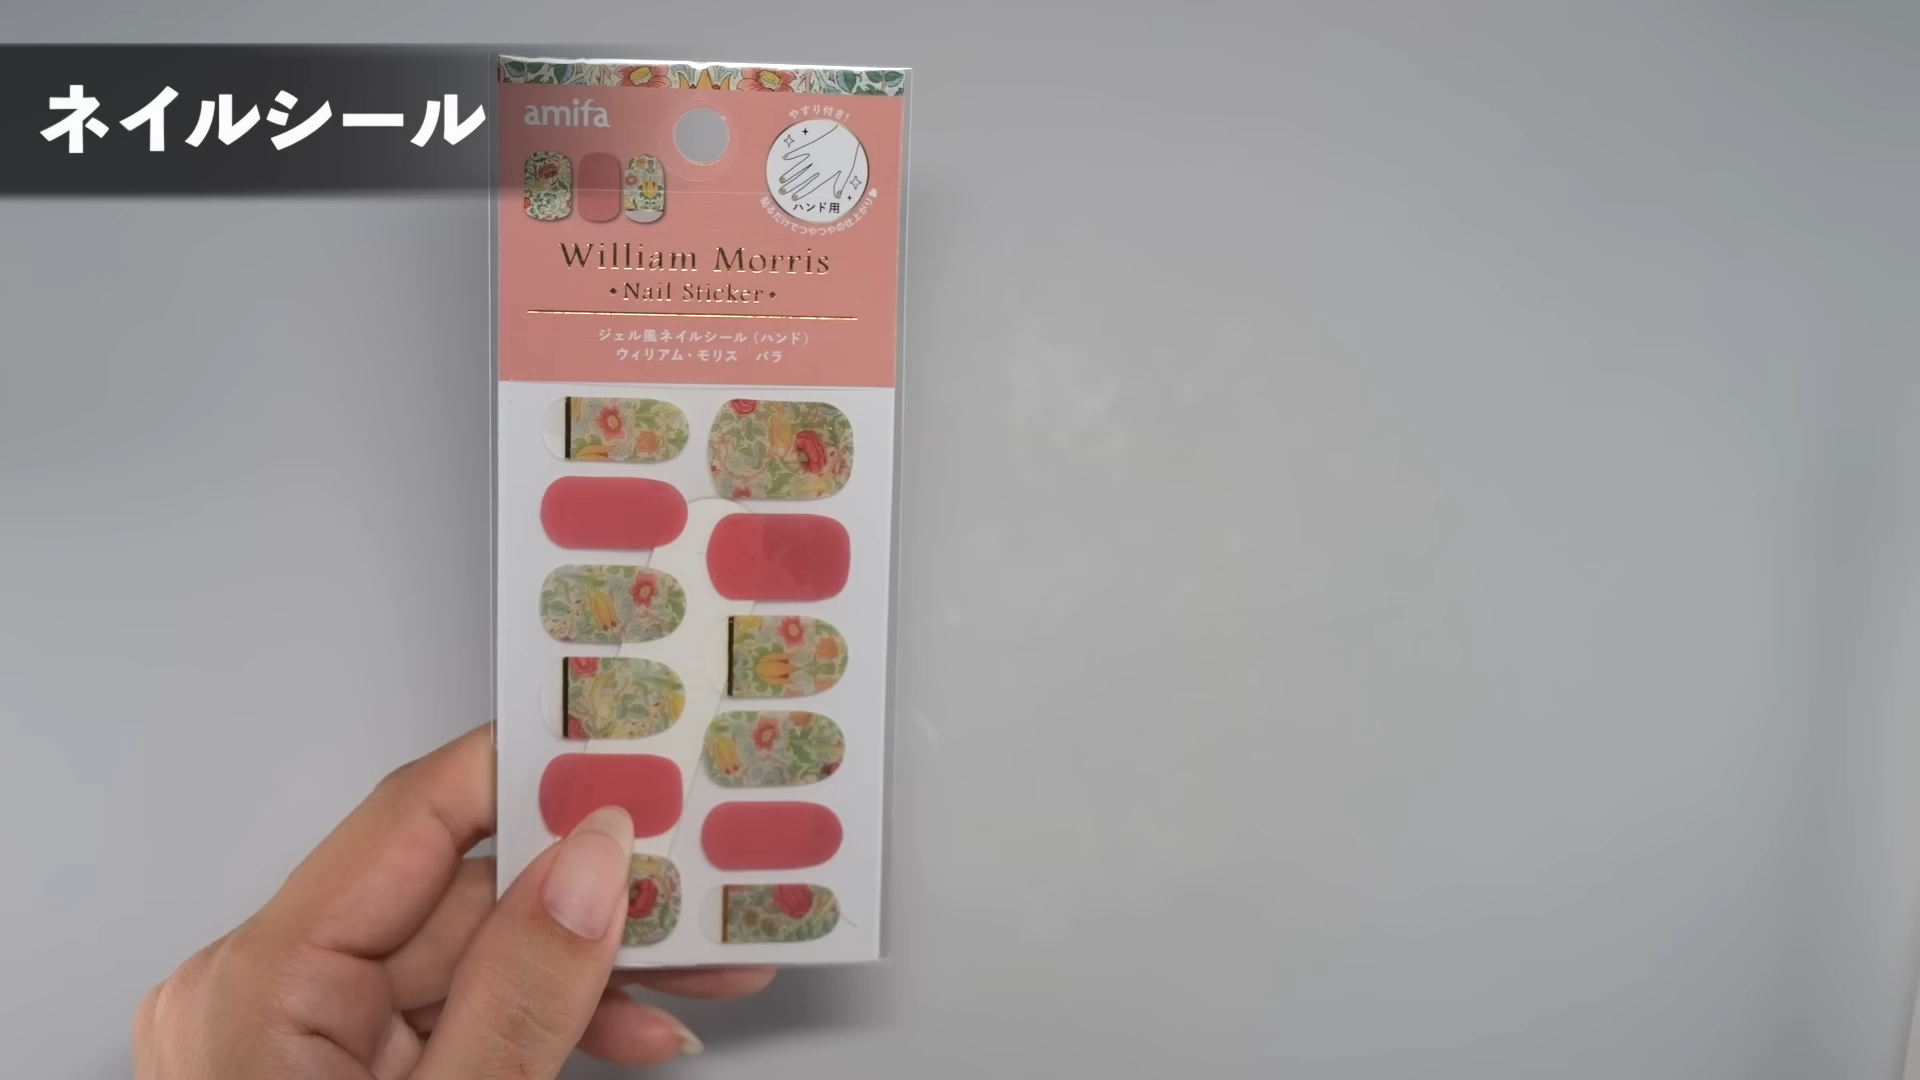 ネイルシール
amifa
やすり付き!
ハンド用
貼るだけでつやつやの仕上がり♥
William Morris
• Nail Sticker •
ジェル風ネイルシール（ハンド）
ウィリアム・モリス　バラ